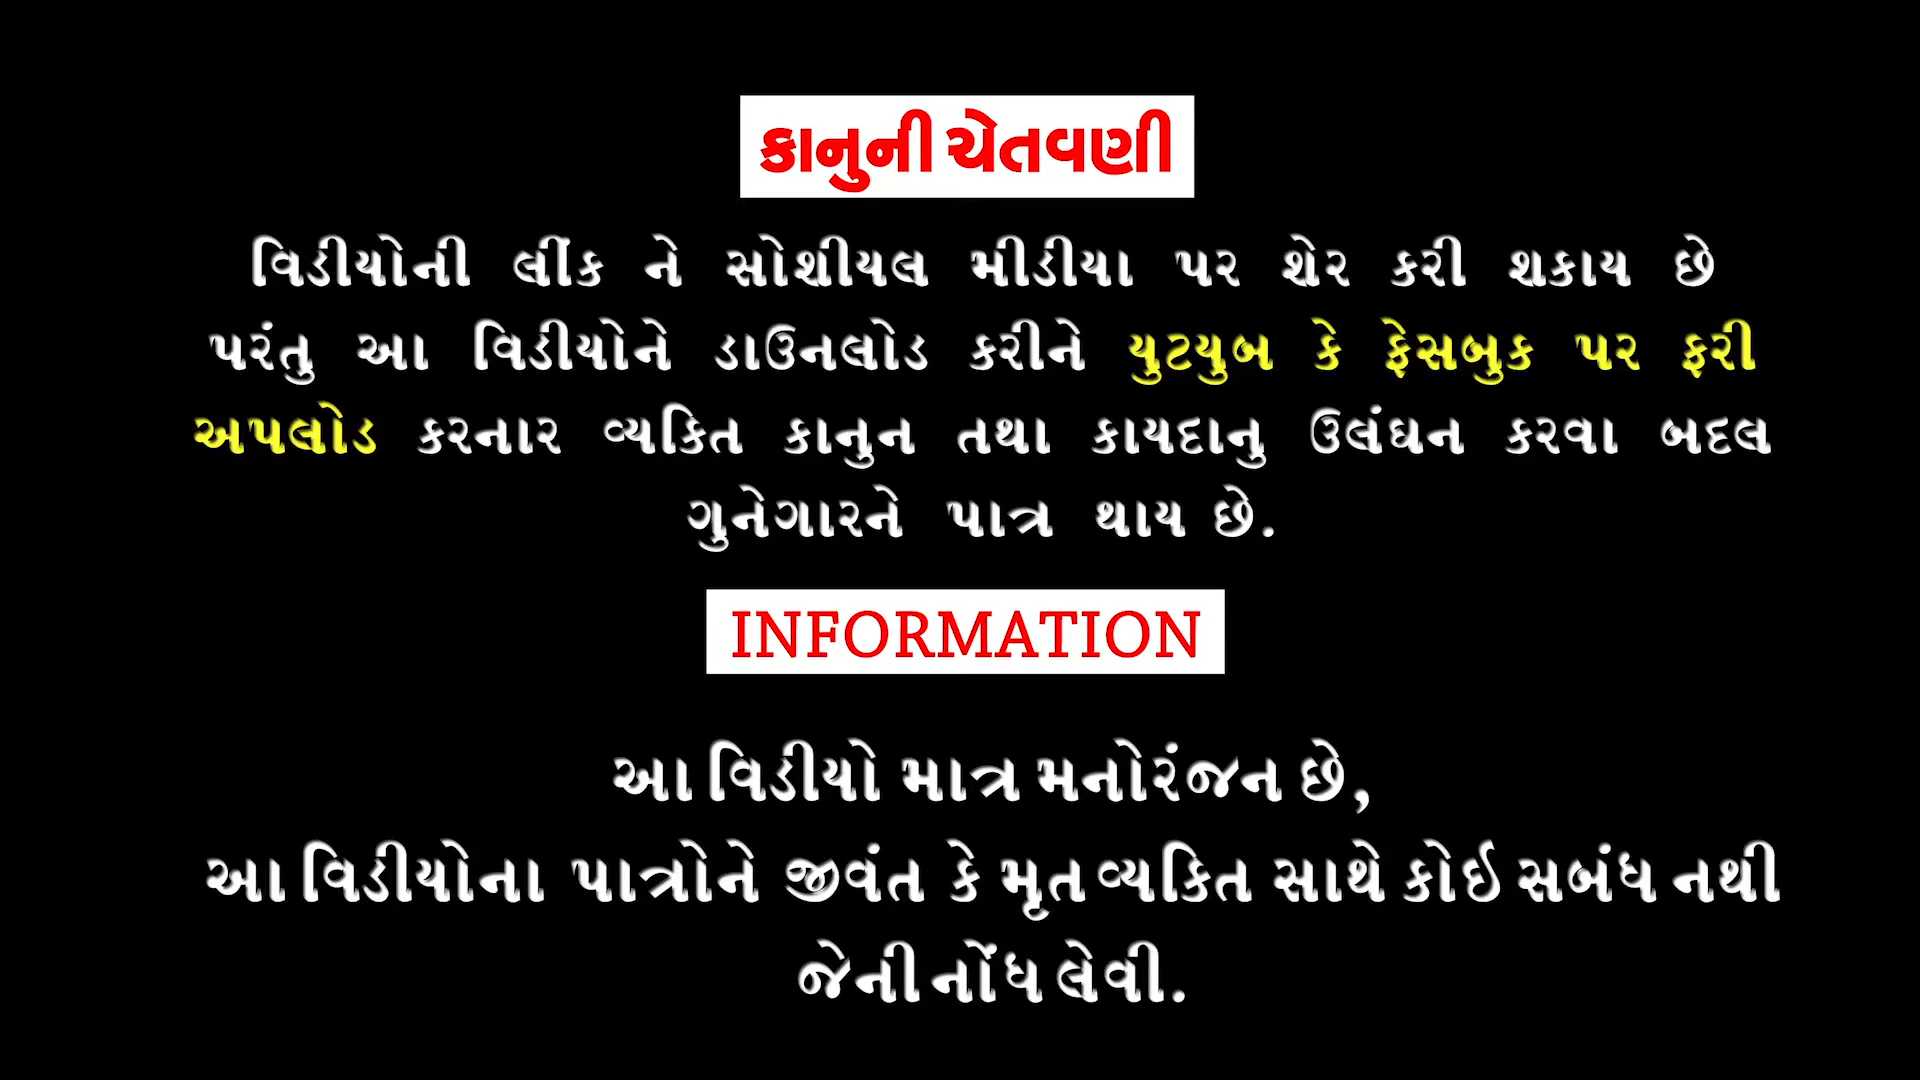 કાનુની ચેતવણી
વિડીયોની લીંક ને સોશીયલ મીડીયા પર શેર કરી શકાય છે
પરંતુ આ વિડીયોને ડાઉનલોડ કરીને યુટયુબ કે ફેસબુક પર ફરી
અપલોડ કરનાર વ્યકિત કાનુન તથા કાયદાનુ ઉલંઘન કરવા બદલ
ગુનેગારને પાત્ર થાય છે.
INFORMATION
આ વિડીયો માત્ર મનોરંજન છે,
આ વિડીયોના પાત્રોને જીવંત કે મૃત વ્યકિત સાથે કોઇ સબંધ નથી
જેની નોંધ લેવી.